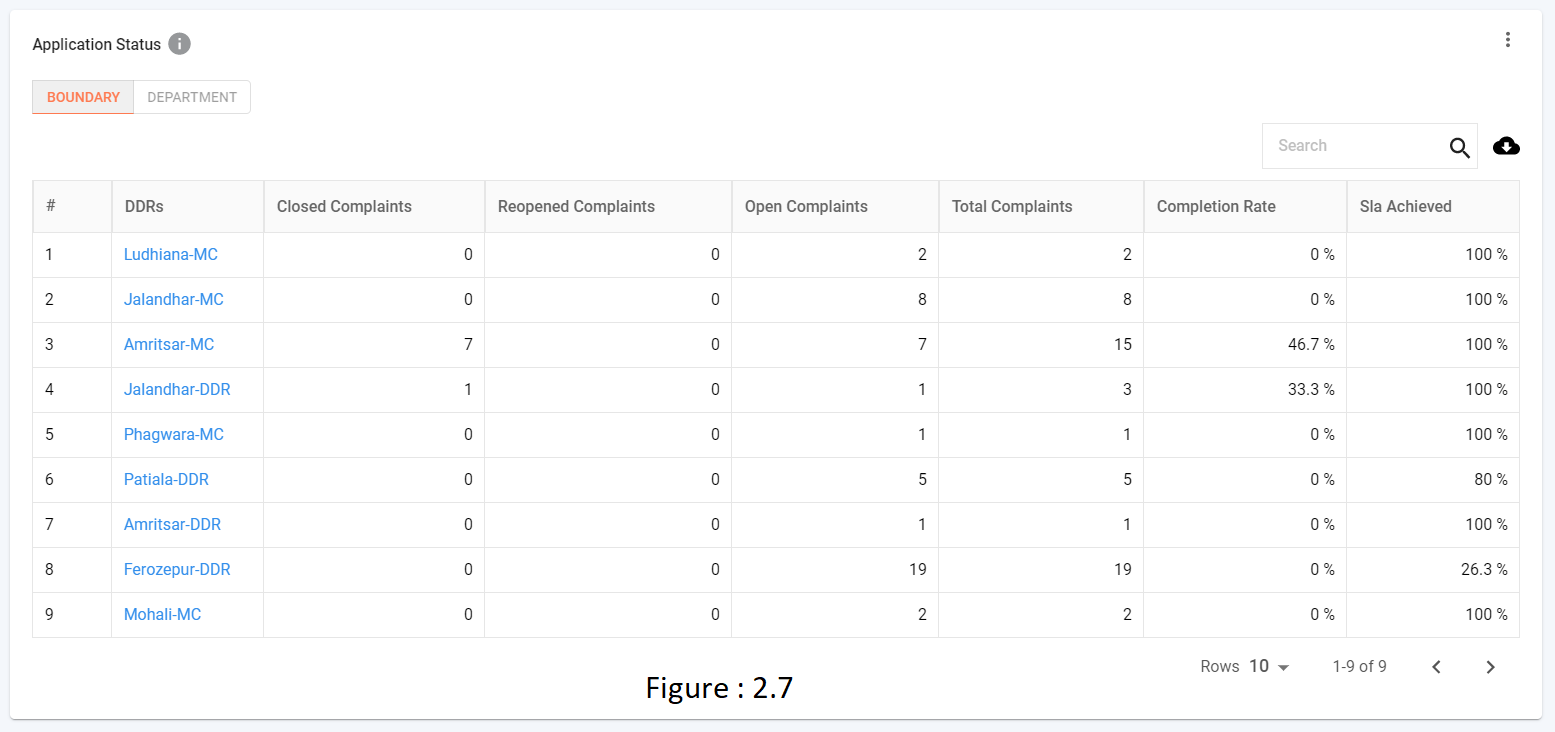 Application Status
BOUNDARY DEPARTMENT
Search
# DDRs Closed Complaints Reopened Complaints Open Complaints Total Complaints Completion Rate Sla Achieved
1 Ludhiana-MC 0 0 2 2 0 % 100 %
2 Jalandhar-MC 0 0 8 8 0 % 100 %
3 Amritsar-MC 7 0 7 15 46.7 % 100 %
4 Jalandhar-DDR 1 0 1 3 33.3 % 100 %
5 Phagwara-MC 0 0 1 1 0 % 100 %
6 Patiala-DDR 0 0 5 5 0 % 80 %
7 Amritsar-DDR 0 0 1 1 0 % 100 %
8 Ferozepur-DDR 0 0 19 19 0 % 26.3 %
9 Mohali-MC 0 0 2 2 0 % 100 %
Rows 10 1-9 of 9
Figure : 2.7